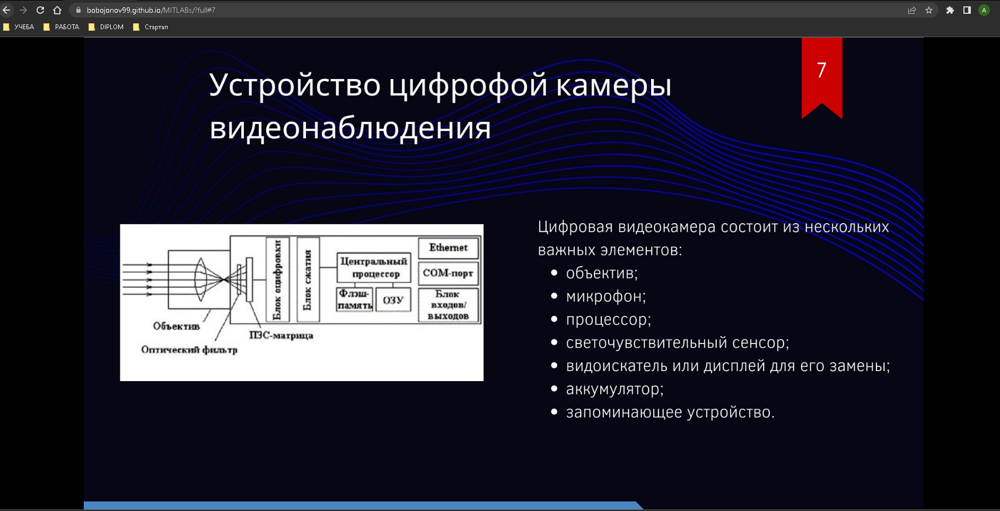 bobojonov99.github.io/MITLABs/?full#7
A
УЧЕБА
РАБОТА
DIPLOM
Стартап
7
Устройство цифрофой камеры
видеонаблюдения
Объектив
Оптический фильтр
ПЗС-матрица
Блок оцифровки
Блок сжатия
Центральный
процессор
Флэш-
память
ОЗУ
Ethernet
COM-порт
Блок
входов/
выходов
Цифровая видеокамера состоит из нескольких
важных элементов:
• объектив;
• микрофон;
• процессор;
• светочувствительный сенсор;
• видоискатель или дисплей для его замены;
• аккумулятор;
• запоминающее устройство.